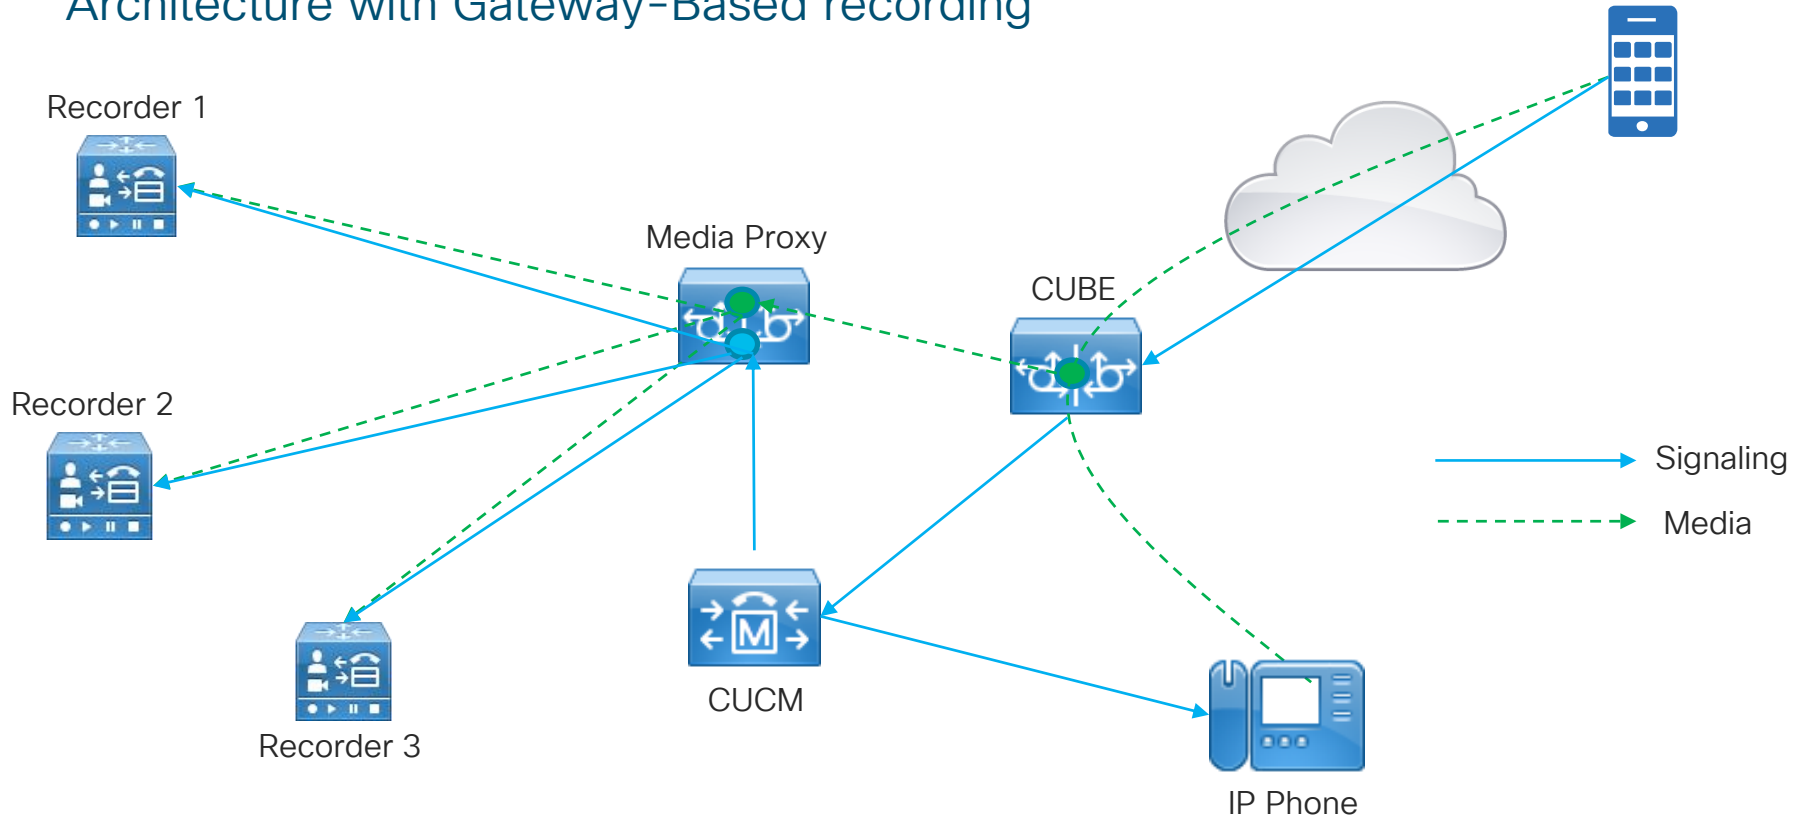 Architecture with Gateway-Based recording
Recorder 1
Media Proxy
CUBE
Recorder 2
Signaling
Media
M
CUCM
Recorder 3
IP Phone